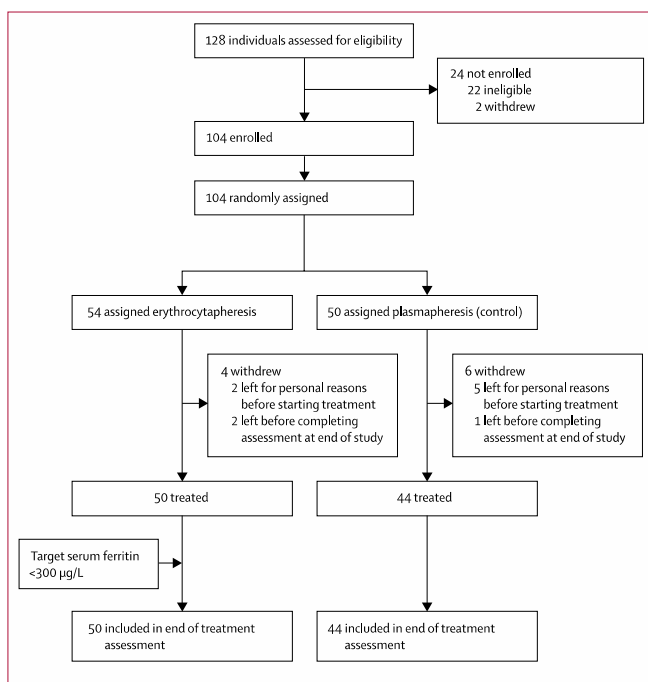 128 individuals assessed for eligibility
24 not enrolled
22 ineligible
2 withdrew
104 enrolled
104 randomly assigned
54 assigned erythrocytapheresis
50 assigned plasmapheresis (control)
4 withdrew
2 left for personal reasons
before starting treatment
2 left before completing
assessment at end of study
6 withdrew
5 left for personal reasons
before starting treatment
1 left before completing
assessment at end of study
50 treated
44 treated
Target serum ferritin
<300 µg/L
50 included in end of treatment
assessment
44 included in end of treatment
assessment